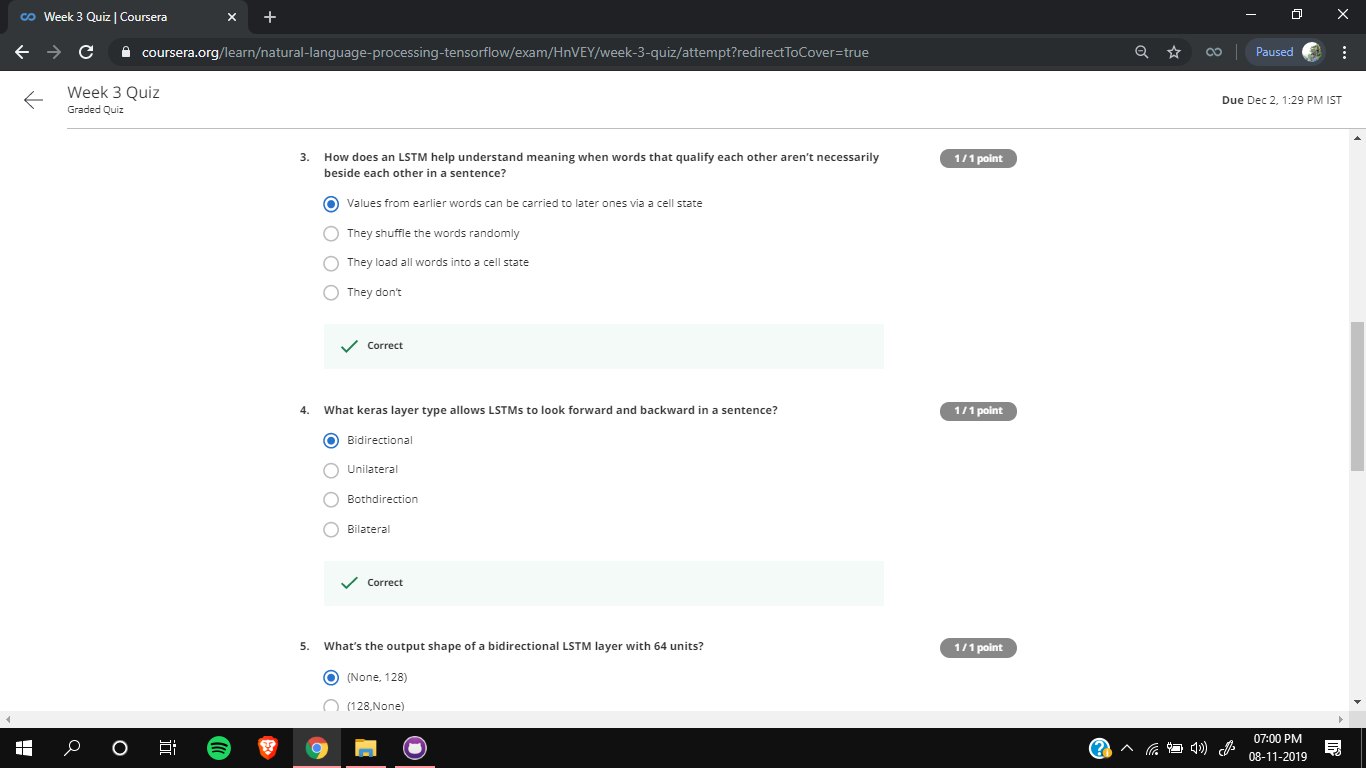 Week 3 Quiz | Coursera
coursera.org/learn/natural-language-processing-tensorflow/exam/HnVEY/week-3-quiz/attempt?redirectToCover=true
Paused
Week 3 Quiz
Graded Quiz
Due Dec 2, 1:29 PM IST
3. How does an LSTM help understand meaning when words that qualify each other aren't necessarily
beside each other in a sentence?
1 / 1 point
Values from earlier words can be carried to later ones via a cell state
They shuffle the words randomly
They load all words into a cell state
They don't
Correct
4. What keras layer type allows LSTMs to look forward and backward in a sentence?
1 / 1 point
Bidirectional
Unilateral
Bothdirection
Bilateral
Correct
5. What's the output shape of a bidirectional LSTM layer with 64 units?
1 / 1 point
(None, 128)
(128,None)
07:00 PM
08-11-2019